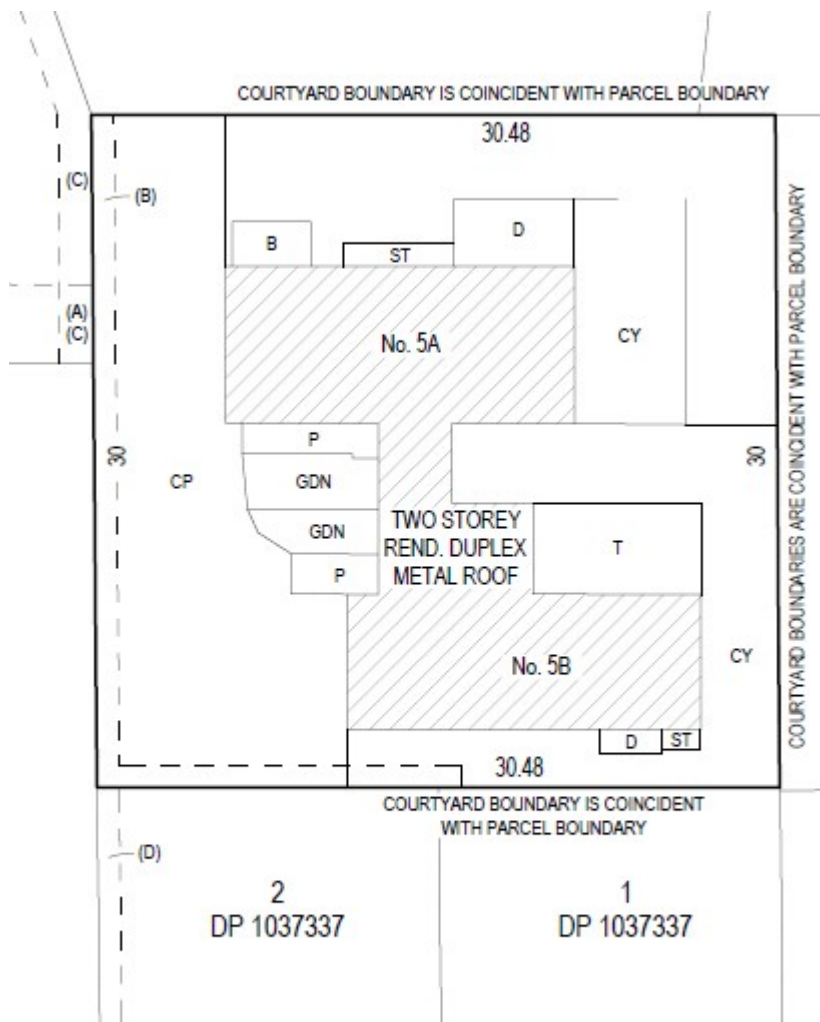 COURTYARD BOUNDARY IS COINCIDENT WITH PARCEL BOUNDARY
30.48
(C)
(B)
B
ST
D
(A)
(C)
No. 5A
CY
COURTYARD BOUNDARIES ARE COINCIDENT WITH PARCEL BOUNDARY
30
CP
P
GDN
GDN
P
TWO STOREY
REND. DUPLEX
METAL ROOF
T
30
No. 5B
CY
D
ST
30.48
COURTYARD BOUNDARY IS COINCIDENT
WITH PARCEL BOUNDARY
(D)
2
DP 1037337
1
DP 1037337